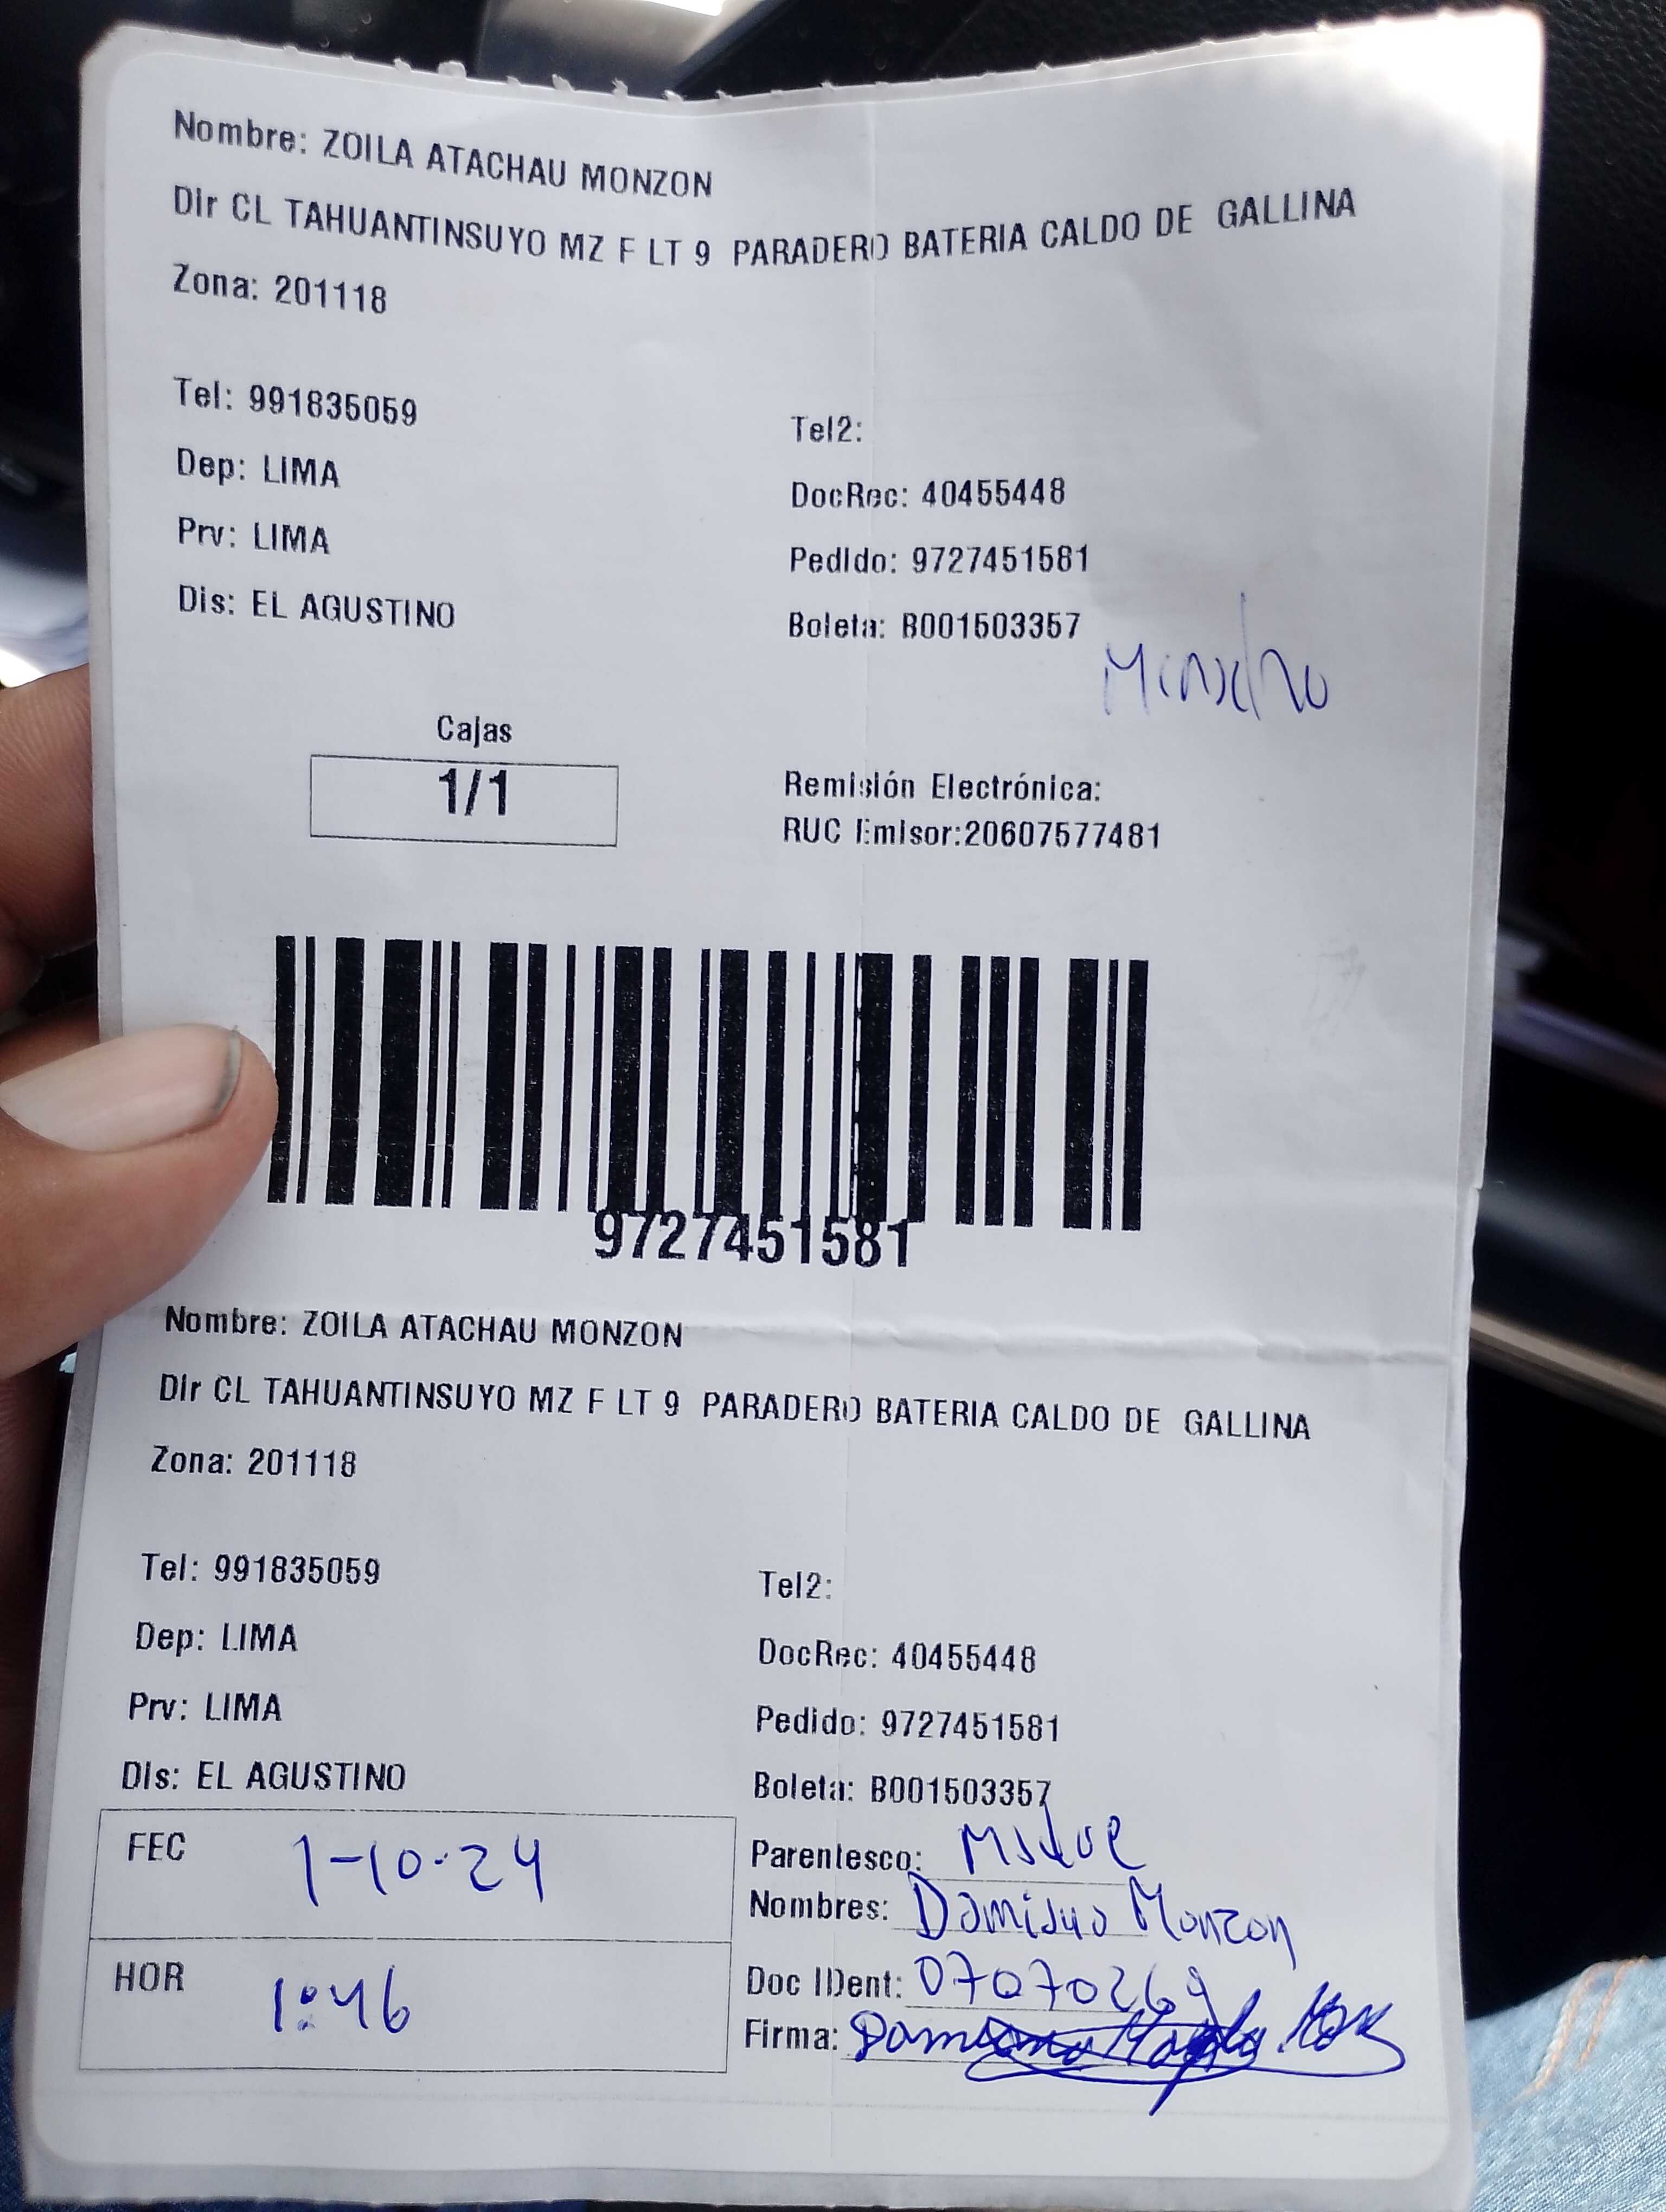 Nombre: ZOILA ATACHAU MONZON
Dir CL TAHUANTINSUYO MZ F LT 9 PARADERO BATERIA CALDO DE GALLINA
Zona: 201118
Tel: 991835059
Tel2:
Dep: LIMA
DocRec: 40455448
Prv: LIMA
Pedido: 9727451581
Dis: EL AGUSTINO
Boleta: B001503357
Cajas
1/1
Remisión Electrónica:
RUC Emisor:20607577481
9727451581
Nombre: ZOILA ATACHAU MONZON
Dir CL TAHUANTINSUYO MZ F LT 9 PARADERO BATERIA CALDO DE GALLINA
Zona: 201118
Tel: 991835059
Tel2:
Dep: LIMA
DocRec: 40455448
Prv: LIMA
Pedido: 9727451581
Dis: EL AGUSTINO
Boleta: B001503357
FEC 1-10-24
Parentesco: Madre
Nombres: Damiana Monzon
HOR 1:46
Doc IDent: 07070269
Firma: